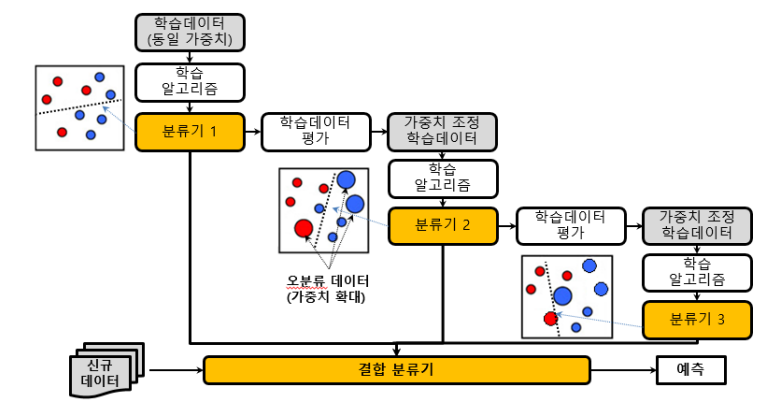 학습데이터
(동일 가중치)
학습
알고리즘
분류기 1
학습데이터
평가
가중치 조정
학습데이터
학습
알고리즘
분류기 2
학습데이터
평가
가중치 조정
학습데이터
오분류 데이터
(가중치 확대)
학습
알고리즘
분류기 3
신규
데이터
결합 분류기
예측